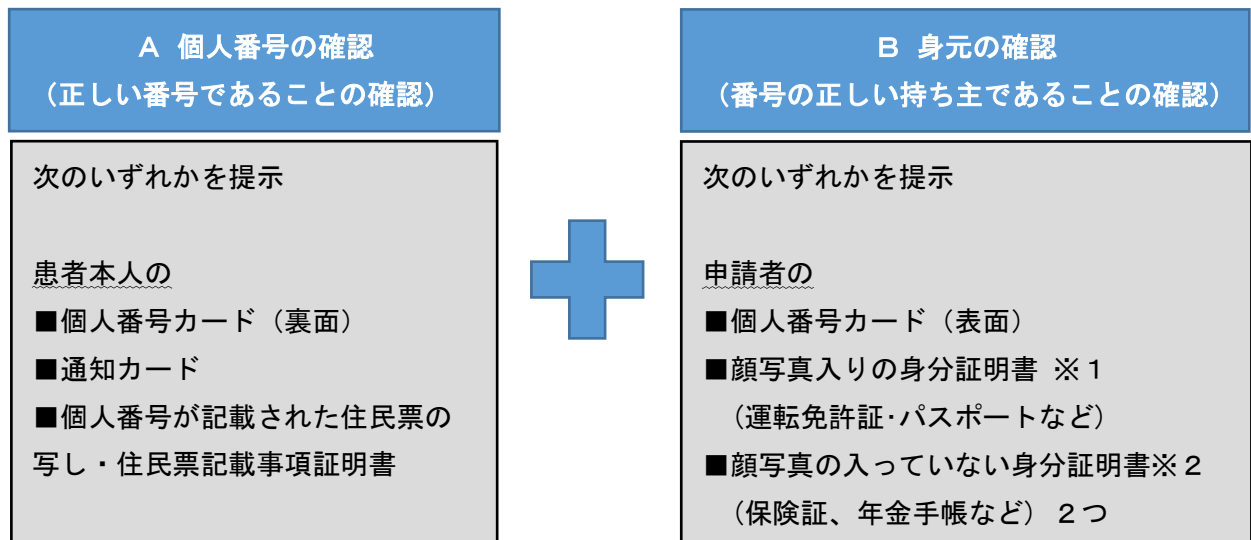 A 個人番号の確認
（正しい番号であることの確認）
次のいずれかを提示
患者本人の
■個人番号カード（裏面）
■通知カード
■個人番号が記載された住民票の
写し・住民票記載事項証明書
B 身元の確認
（番号の正しい持ち主であることの確認）
次のいずれかを提示
申請者の
■個人番号カード（表面）
■顔写真入りの身分証明書 ※１
（運転免許証･パスポートなど）
■顔写真の入っていない身分証明書※２
（保険証、年金手帳など）２つ